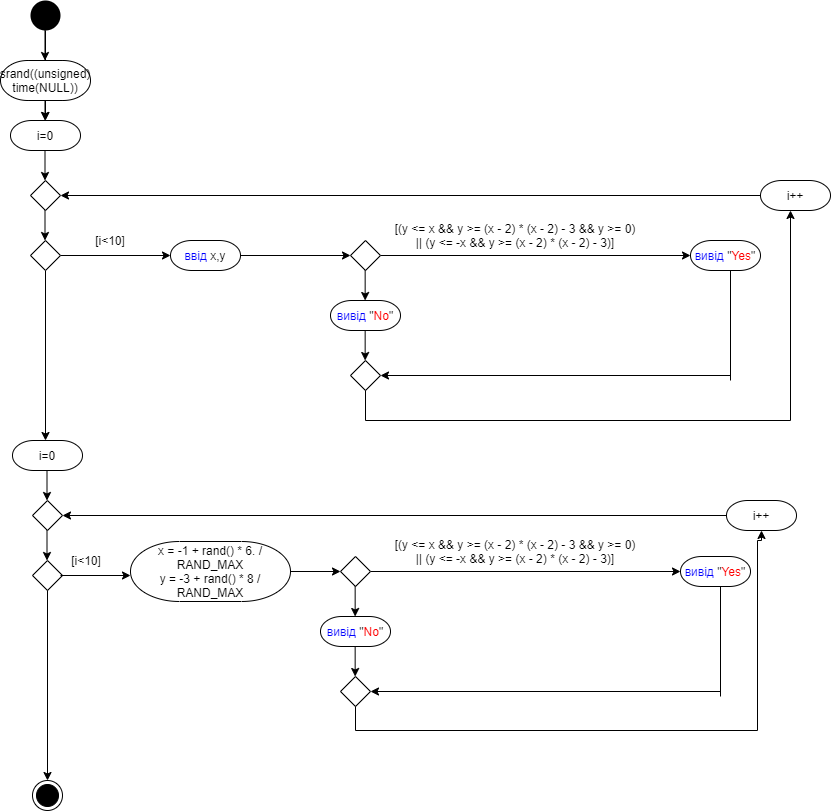 srand((unsigned)
time(NULL))
i=0
i++
[i<10]
ввід x,y
[(y <= x && y >= (x - 2) * (x - 2) - 3 && y >= 0)
|| (y <= -x && y >= (x - 2) * (x - 2) - 3)]
вивід "Yes"
вивід "No"
i=0
i++
[i<10]
x = -1 + rand() * 6. /
RAND_MAX
y = -3 + rand() * 8 /
RAND_MAX
[(y <= x && y >= (x - 2) * (x - 2) - 3 && y >= 0)
|| (y <= -x && y >= (x - 2) * (x - 2) - 3)]
вивід "Yes"
вивід "No"